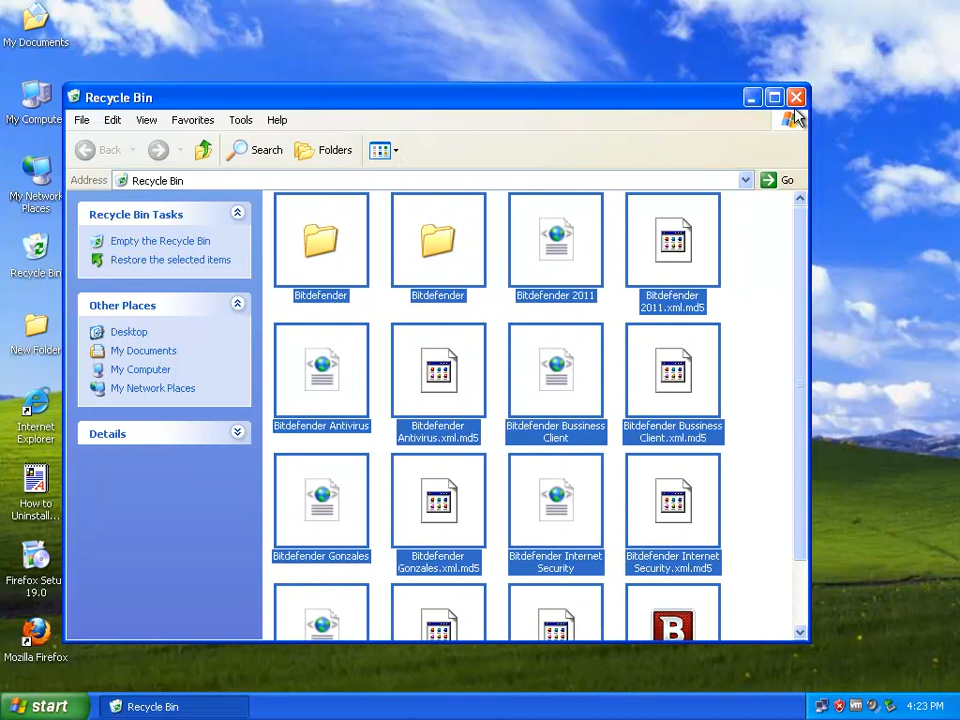 My Documents
My Compute
My Network
Places
Recycle Bin
New Folder
Internet
Explorer
How to
Uninstall...
Firefox Setu
19.0
Mozilla Firefox
Recycle Bin
File Edit View Favorites Tools Help
Back Search Folders
Address Recycle Bin Go
Recycle Bin Tasks
Empty the Recycle Bin
Restore the selected items
Other Places
Desktop
My Documents
My Computer
My Network Places
Details
Bitdefender
Bitdefender
Bitdefender 2011
Bitdefender
2011.xml.md5
Bitdefender Antivirus
Bitdefender
Antivirus.xml.md5
Bitdefender Bussiness
Client
Bitdefender Bussiness
Client.xml.md5
Bitdefender Gonzales
Bitdefender
Gonzales.xml.md5
Bitdefender Internet
Security
Bitdefender Internet
Security.xml.md5
B
start Recycle Bin vm 4:23 PM